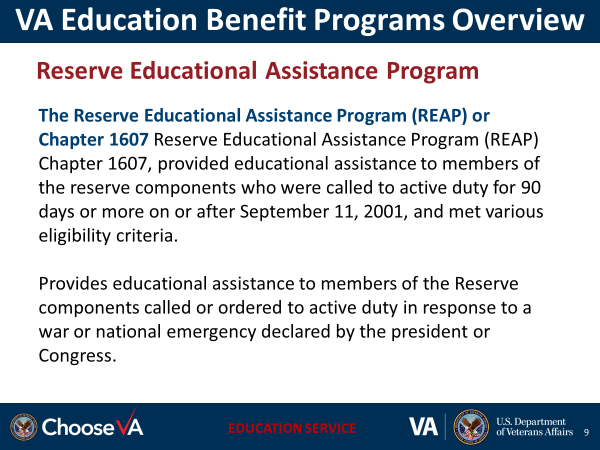 VA Education Benefit Programs Overview
Reserve Educational Assistance Program
The Reserve Educational Assistance Program (REAP) or
Chapter 1607 Reserve Educational Assistance Program (REAP)
Chapter 1607, provided educational assistance to members of
the reserve components who were called to active duty for 90
days or more on or after September 11, 2001, and met various
eligibility criteria.
Provides educational assistance to members of the Reserve
components called or ordered to active duty in response to a
war or national emergency declared by the president or
Congress.
ChooseVA
EDUCATION SERVICE
VA
U.S. Department
of Veterans Affairs
9